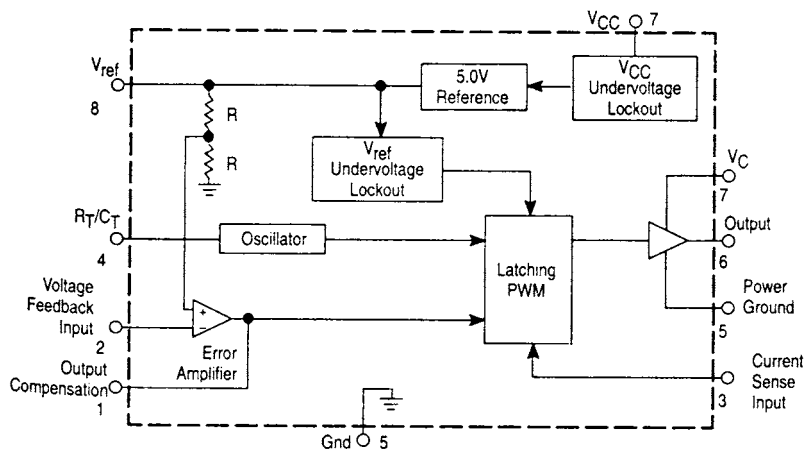 VCC 7
Vref
8
R
R
5.0V
Reference
VCC
Undervoltage
Lockout
Vref
Undervoltage
Lockout
VC
7
RT/CT
4
Oscillator
Latching
PWM
Output
6
Voltage
Feedback
Input
2
+
–
Error
Amplifier
Power
Ground
5
Output
Compensation
1
Current
Sense
Input
3
Gnd 5